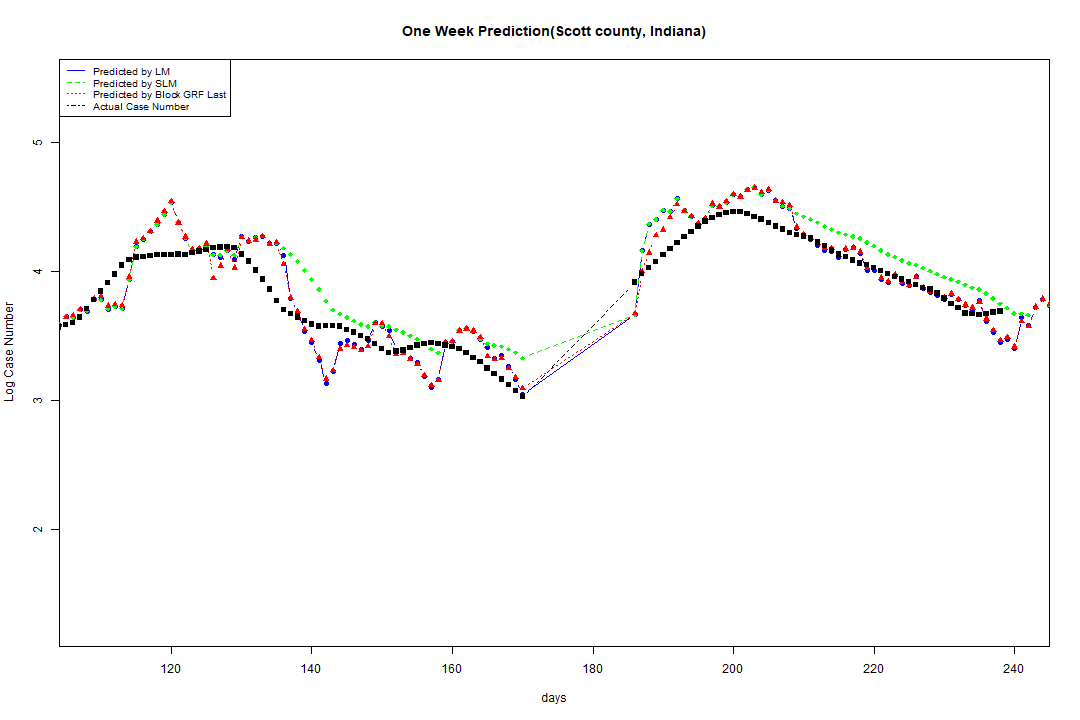 One Week Prediction(Scott county, Indiana)
Predicted by LM
Predicted by SLM
Predicted by Block GRF Last
Actual Case Number
5
4
3
2
Log Case Number
120 140 160 180 200 220 240
days